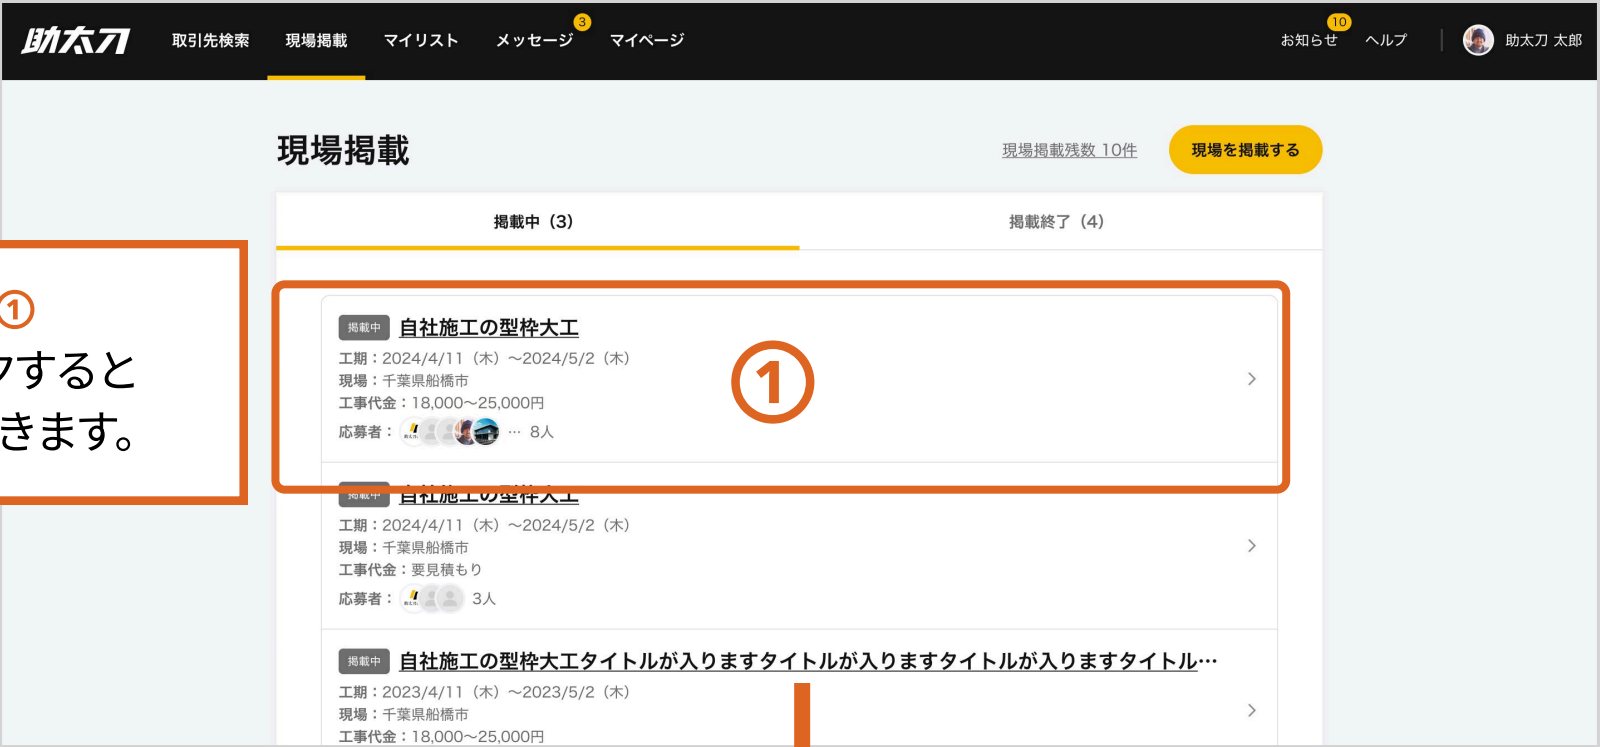 助太刀
取引先検索
現場掲載
マイリスト
メッセージ
3
マイページ
10
お知らせ
ヘルプ
助太刀 太郎
現場掲載
現場掲載残数 10件
現場を掲載する
掲載中（3）
掲載終了（4）
①
クすると
きます。
掲載中 自社施工の型枠大工
工期：2024/4/11（木）～2024/5/2（木）
現場：千葉県船橋市
工事代金：18,000～25,000円
応募者： … 8人
①
掲載中 自社施工の型枠大工
工期：2024/4/11（木）～2024/5/2（木）
現場：千葉県船橋市
工事代金：要見積もり
応募者： 3人
掲載中 自社施工の型枠大工タイトルが入りますタイトルが入りますタイトルが入りますタイトル…
工期：2023/4/11（木）～2023/5/2（木）
現場：千葉県船橋市
工事代金：18,000～25,000円